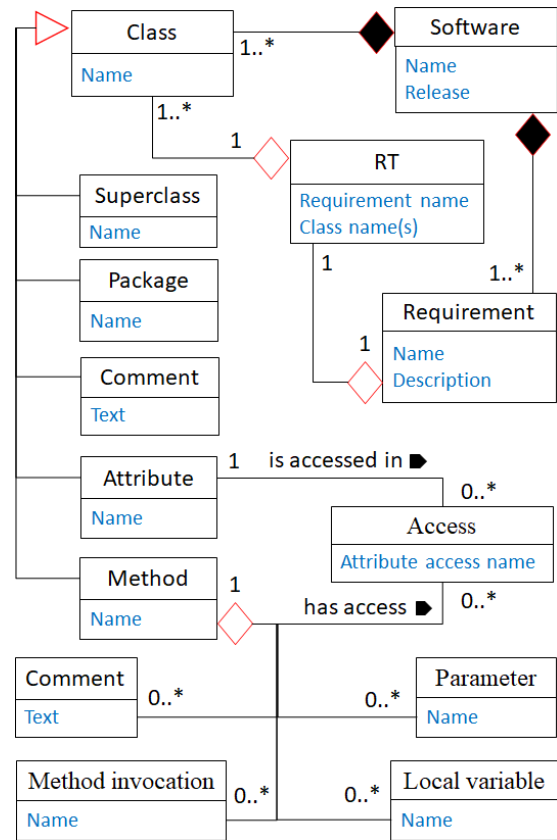 Class
Name
1..*
Software
Name
Release
1..*
1
RT
Requirement name
Class name(s)
Superclass
Name
1
1..*
Package
Name
Requirement
Name
Description
1
Comment
Text
Attribute
Name
1
is accessed in
0..*
Access
Attribute access name
Method
Name
1
has access
0..*
Comment
Text
0..*
0..*
Parameter
Name
Method invocation
Name
0..*
0..*
Local variable
Name